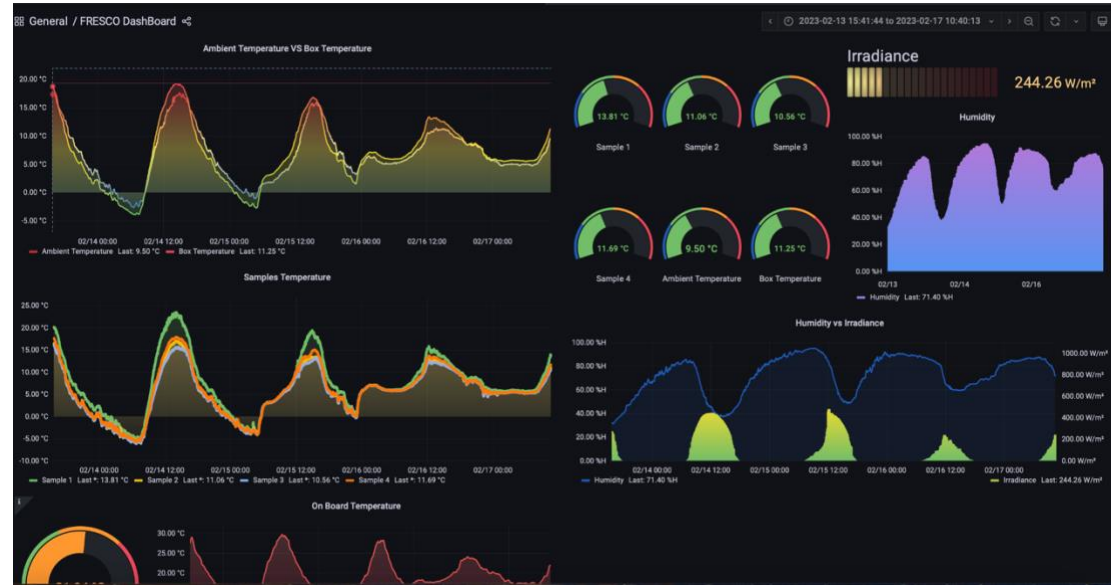 General / FRESCO DashBoard
2023-02-13 15:41:44 to 2023-02-17 10:40:13
Ambient Temperature VS Box Temperature
20.00 °C
15.00 °C
10.00 °C
5.00 °C
0.00 °C
-5.00 °C
02/14 00:00 02/14 12:00 02/15 00:00 02/15 12:00 02/16 00:00 02/16 12:00 02/17 00:00
Ambient Temperature Last: 9.50 °C Box Temperature Last: 11.25 °C
13.81 °C 11.06 °C 10.56 °C
Sample 1 Sample 2 Sample 3
11.69 °C 9.50 °C 11.25 °C
Sample 4 Ambient Temperature Box Temperature
Irradiance
244.26 W/m²
Humidity
100.00 %H
80.00 %H
60.00 %H
40.00 %H
20.00 %H
0.00 %H
02/13 02/14 02/16
Humidity Last: 71.40 %H
Samples Temperature
25.00 °C
20.00 °C
15.00 °C
10.00 °C
5.00 °C
0.00 °C
-5.00 °C
-10.00 °C
02/14 00:00 02/14 12:00 02/15 00:00 02/15 12:00 02/16 00:00 02/16 12:00 02/17 00:00
Sample 1 Last *: 13.81 °C Sample 2 Last *: 11.06 °C Sample 3 Last *: 10.56 °C Sample 4 Last *: 11.69 °C
Humidity vs Irradiance
100.00 %H
80.00 %H
60.00 %H
40.00 %H
20.00 %H
0.00 %H
1000.00 W/m²
800.00 W/m²
600.00 W/m²
400.00 W/m²
200.00 W/m²
0.00 W/m²
02/14 00:00 02/14 12:00 02/15 00:00 02/15 12:00 02/16 00:00 02/16 12:00 02/17 00:00
Humidity Last: 71.40 %H Irradiance Last: 244.26 W/m²
i
On Board Temperature
30.00 °C
25.00 °C
20.00 °C